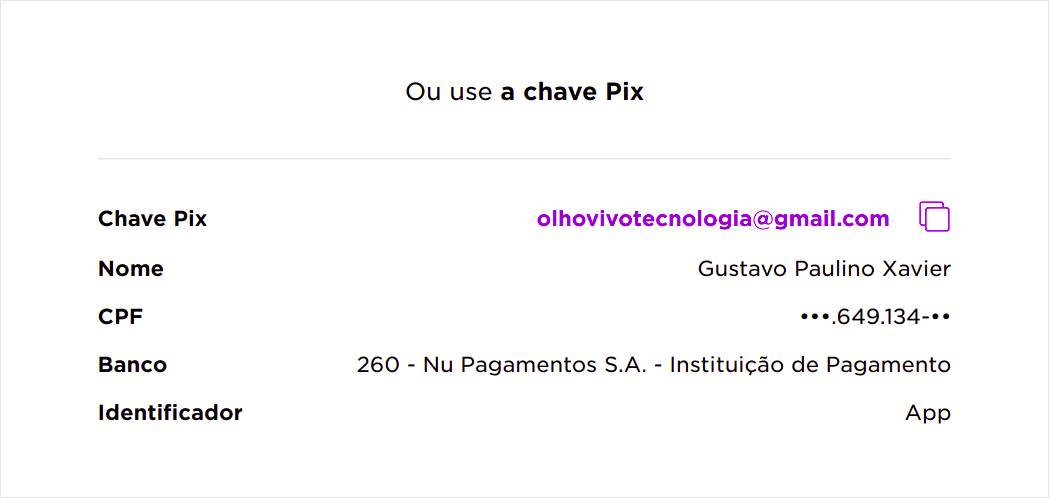 Ou use a chave Pix
Chave Pix olhovivotecnologia@gmail.com
Nome Gustavo Paulino Xavier
CPF •••.649.134-••
Banco 260 - Nu Pagamentos S.A. - Instituição de Pagamento
Identificador App